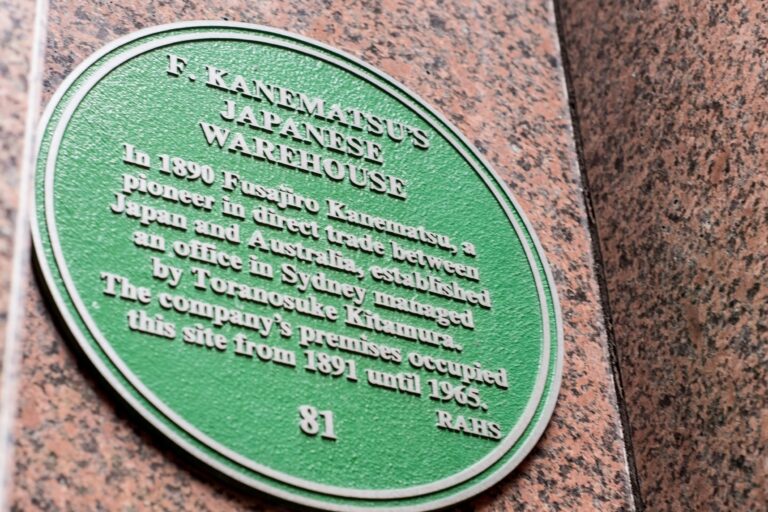 F. KANEMATSU'S
JAPANESE
WAREHOUSE
In 1890 Fusajiro Kanematsu, a
pioneer in direct trade between
Japan and Australia, established
an office in Sydney managed
by Toranosuke Kitamura.
The company's premises occupied
this site from 1891 until 1965.
RAHS
81